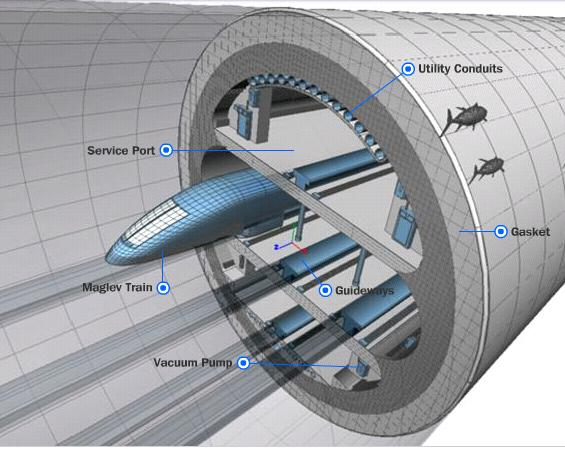 Utility Conduits
Service Port
Gasket
Maglev Train
Guideways
Vacuum Pump
z